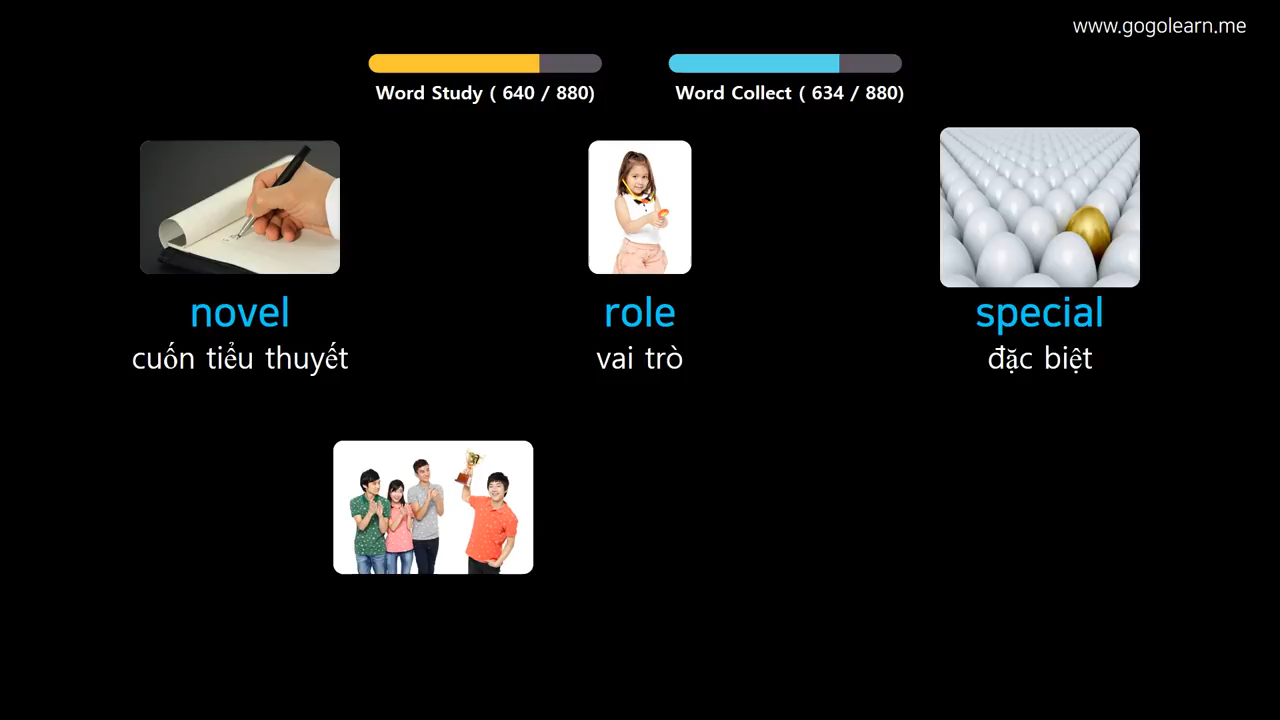 www.gogolearn.me
Word Study ( 640 / 880)
Word Collect ( 634 / 880)
novel
role
special
cuốn tiểu thuyết
vai trò
đặc biệt